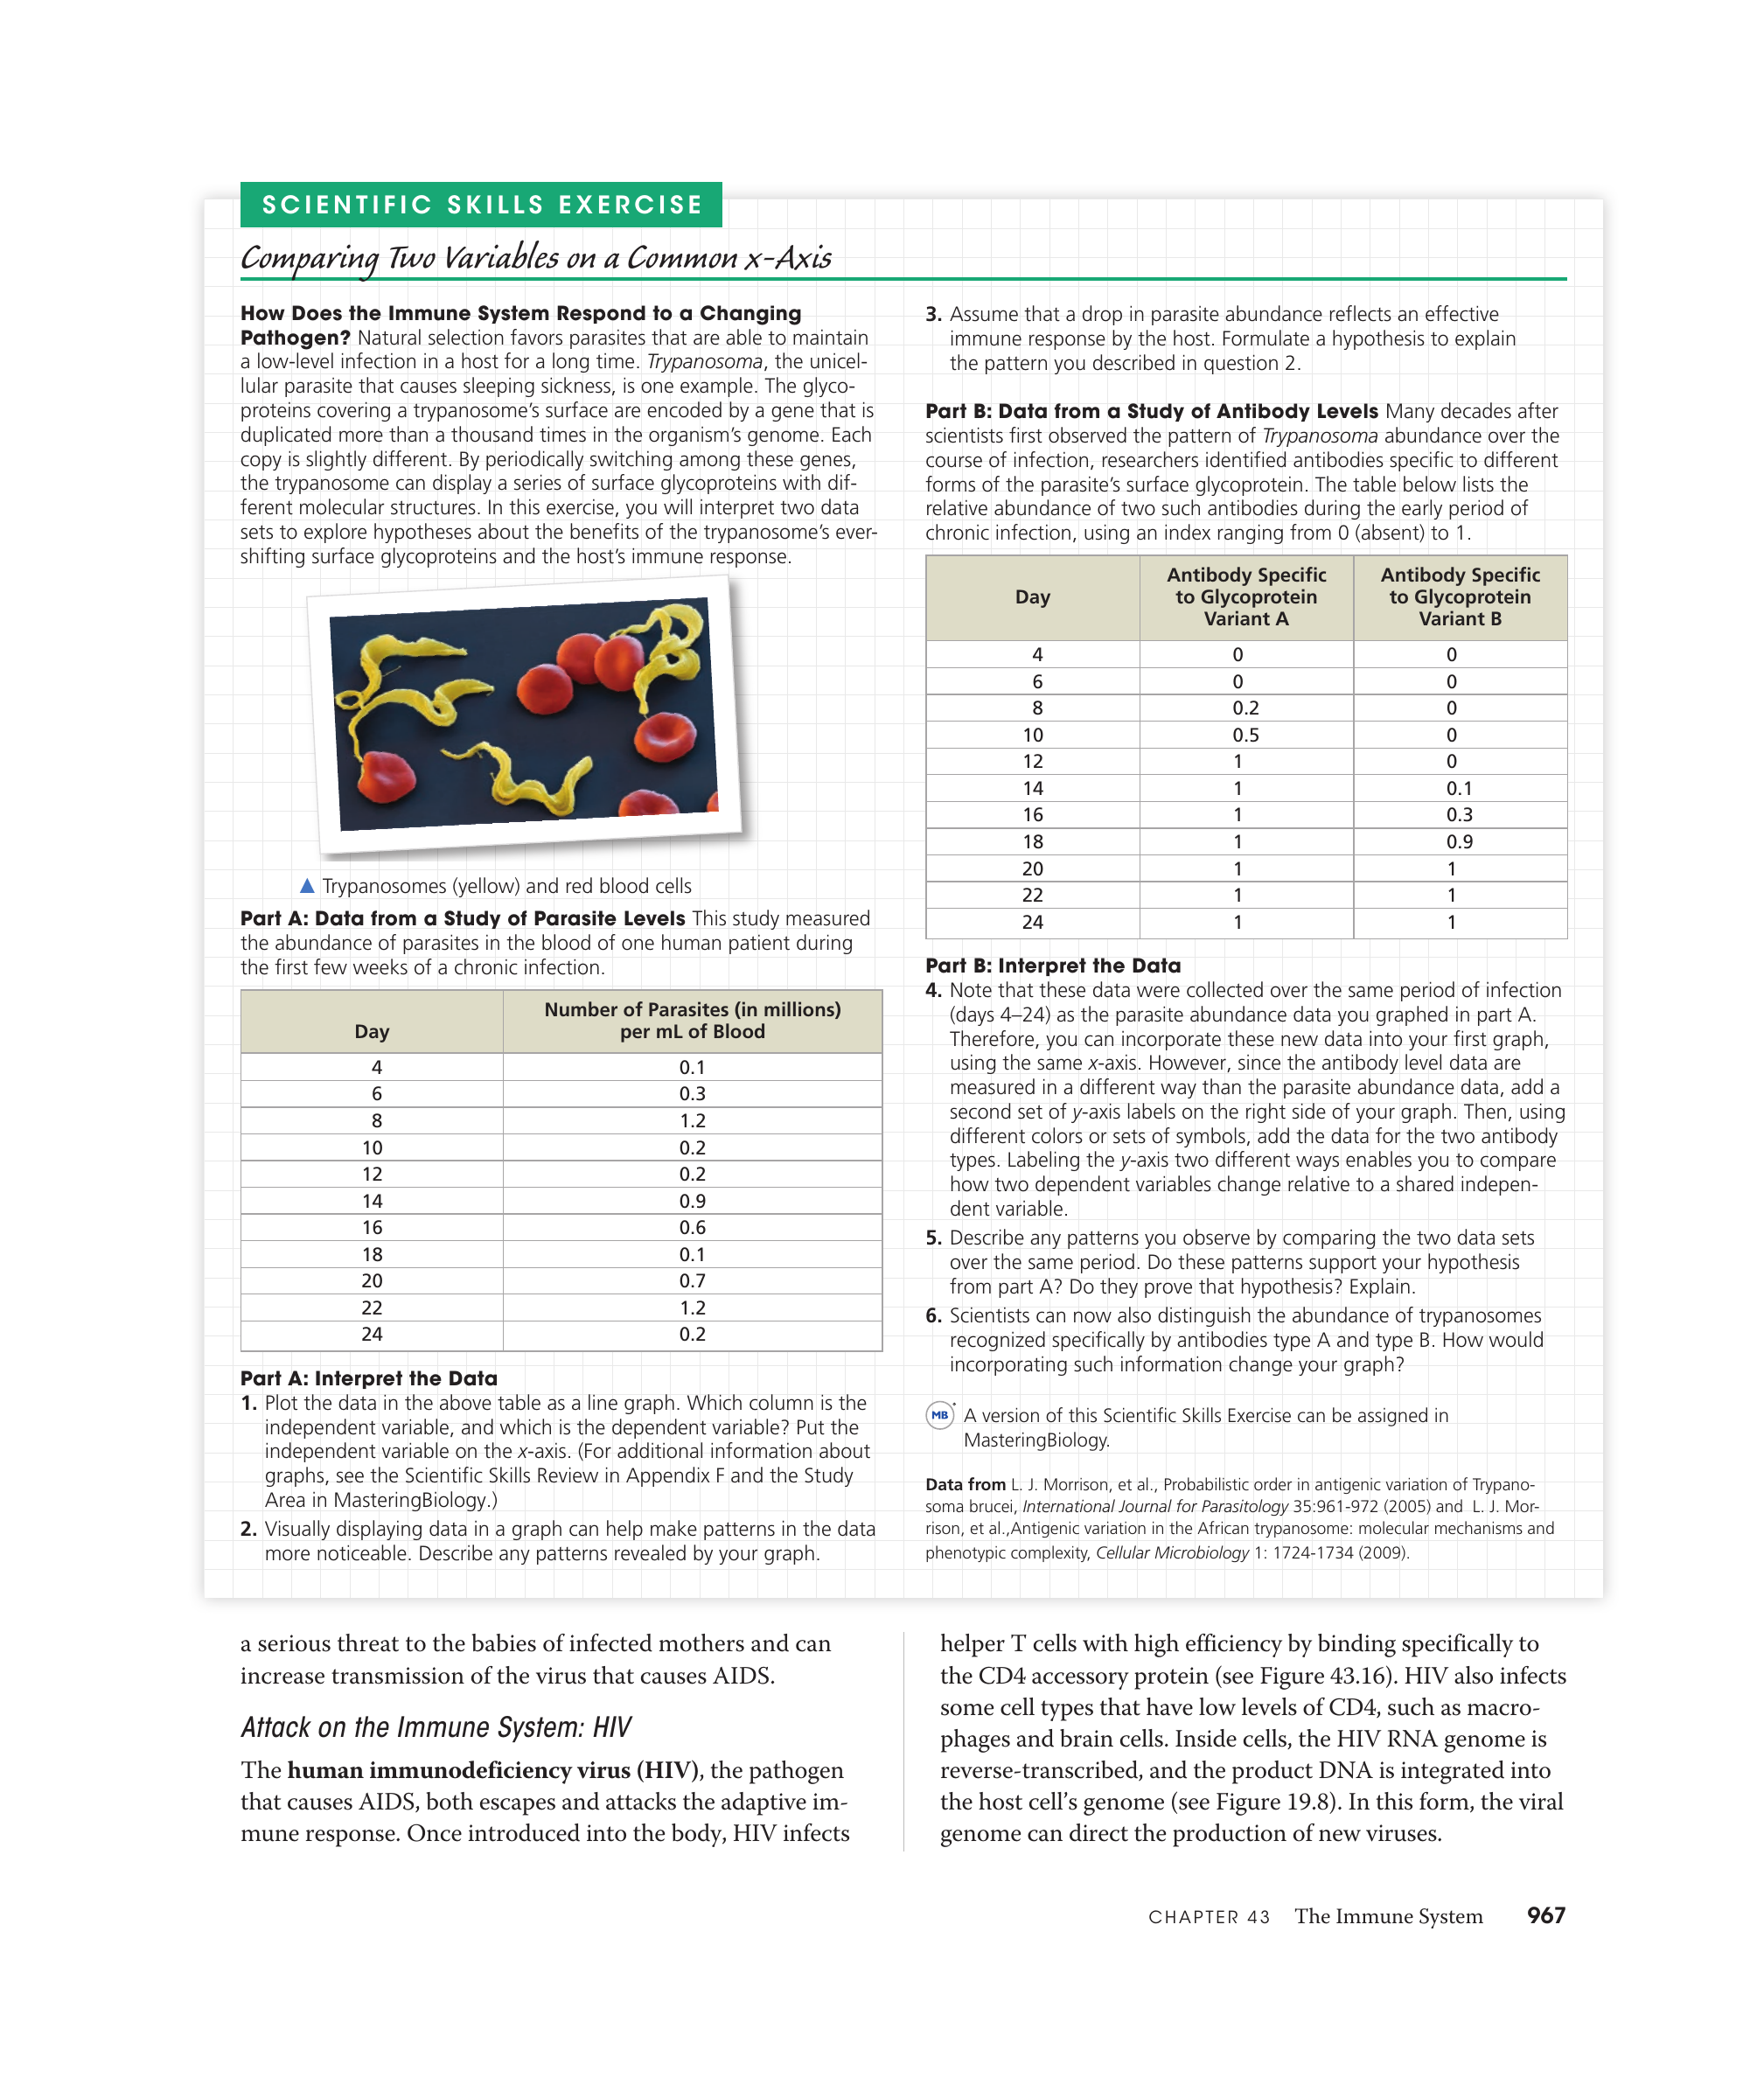 SCIENTIFIC SKILLS EXERCISE
Comparing Two Variables on a Common x-Axis
How Does the Immune System Respond to a Changing
Pathogen? Natural selection favors parasites that are able to maintain
a low-level infection in a host for a long time. Trypanosoma, the unicel-
lular parasite that causes sleeping sickness, is one example. The glyco-
proteins covering a trypanosome's surface are encoded by a gene that is
duplicated more than a thousand times in the organism's genome. Each
copy is slightly different. By periodically switching among these genes,
the trypanosome can display a series of surface glycoproteins with dif-
ferent molecular structures. In this exercise, you will interpret two data
sets to explore hypotheses about the benefits of the trypanosome's ever-
shifting surface glycoproteins and the host's immune response.
▲ Trypanosomes (yellow) and red blood cells
Part A: Data from a Study of Parasite Levels This study measured
the abundance of parasites in the blood of one human patient during
the first few weeks of a chronic infection.
Day Number of Parasites (in millions)
per mL of Blood
4 0.1
6 0.3
8 1.2
10 0.2
12 0.2
14 0.9
16 0.6
18 0.1
20 0.7
22 1.2
24 0.2
Part A: Interpret the Data
1. Plot the data in the above table as a line graph. Which column is the
independent variable, and which is the dependent variable? Put the
independent variable on the x-axis. (For additional information about
graphs, see the Scientific Skills Review in Appendix F and the Study
Area in MasteringBiology.)
2. Visually displaying data in a graph can help make patterns in the data
more noticeable. Describe any patterns revealed by your graph.
3. Assume that a drop in parasite abundance reflects an effective
immune response by the host. Formulate a hypothesis to explain
the pattern you described in question 2.
Part B: Data from a Study of Antibody Levels Many decades after
scientists first observed the pattern of Trypanosoma abundance over the
course of infection, researchers identified antibodies specific to different
forms of the parasite's surface glycoprotein. The table below lists the
relative abundance of two such antibodies during the early period of
chronic infection, using an index ranging from 0 (absent) to 1.
Day Antibody Specific to Glycoprotein Variant A Antibody Specific to Glycoprotein Variant B
4 0 0
6 0 0
8 0.2 0
10 0.5 0
12 1 0
14 1 0.1
16 1 0.3
18 1 0.9
20 1 1
22 1 1
24 1 1
Part B: Interpret the Data
4. Note that these data were collected over the same period of infection
(days 4–24) as the parasite abundance data you graphed in part A.
Therefore, you can incorporate these new data into your first graph,
using the same x-axis. However, since the antibody level data are
measured in a different way than the parasite abundance data, add a
second set of y-axis labels on the right side of your graph. Then, using
different colors or sets of symbols, add the data for the two antibody
types. Labeling the y-axis two different ways enables you to compare
how two dependent variables change relative to a shared indepen-
dent variable.
5. Describe any patterns you observe by comparing the two data sets
over the same period. Do these patterns support your hypothesis
from part A? Do they prove that hypothesis? Explain.
6. Scientists can now also distinguish the abundance of trypanosomes
recognized specifically by antibodies type A and type B. How would
incorporating such information change your graph?
MB A version of this Scientific Skills Exercise can be assigned in
MasteringBiology.
Data from L. J. Morrison, et al., Probabilistic order in antigenic variation of Trypano-
soma brucei, International Journal for Parasitology 35:961-972 (2005) and L. J. Mor-
rison, et al.,Antigenic variation in the African trypanosome: molecular mechanisms and
phenotypic complexity, Cellular Microbiology 1: 1724-1734 (2009).
a serious threat to the babies of infected mothers and can
increase transmission of the virus that causes AIDS.
Attack on the Immune System: HIV
The human immunodeficiency virus (HIV), the pathogen
that causes AIDS, both escapes and attacks the adaptive im-
mune response. Once introduced into the body, HIV infects
helper T cells with high efficiency by binding specifically to
the CD4 accessory protein (see Figure 43.16). HIV also infects
some cell types that have low levels of CD4, such as macro-
phages and brain cells. Inside cells, the HIV RNA genome is
reverse-transcribed, and the product DNA is integrated into
the host cell's genome (see Figure 19.8). In this form, the viral
genome can direct the production of new viruses.
CHAPTER 43 The Immune System 967